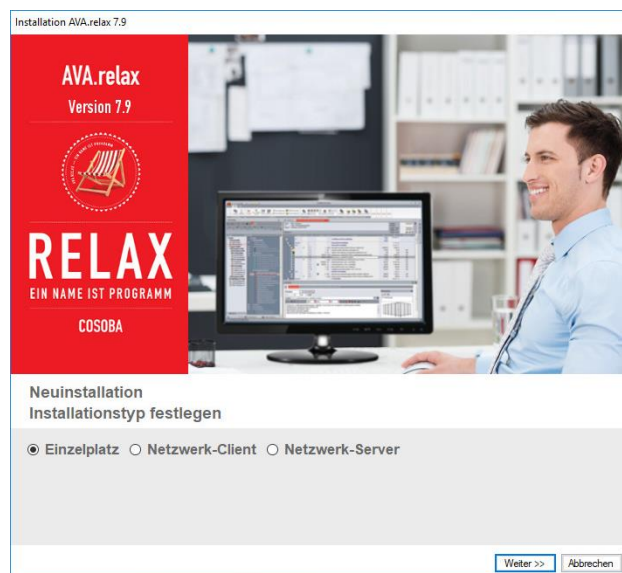 Installation AVA.relax 7.9
AVA.relax
Version 7.9
RELAX
EIN NAME IST PROGRAMM
COSOBA
Neuinstallation
Installationstyp festlegen
Einzelplatz Netzwerk-Client Netzwerk-Server
Weiter >> Abbrechen